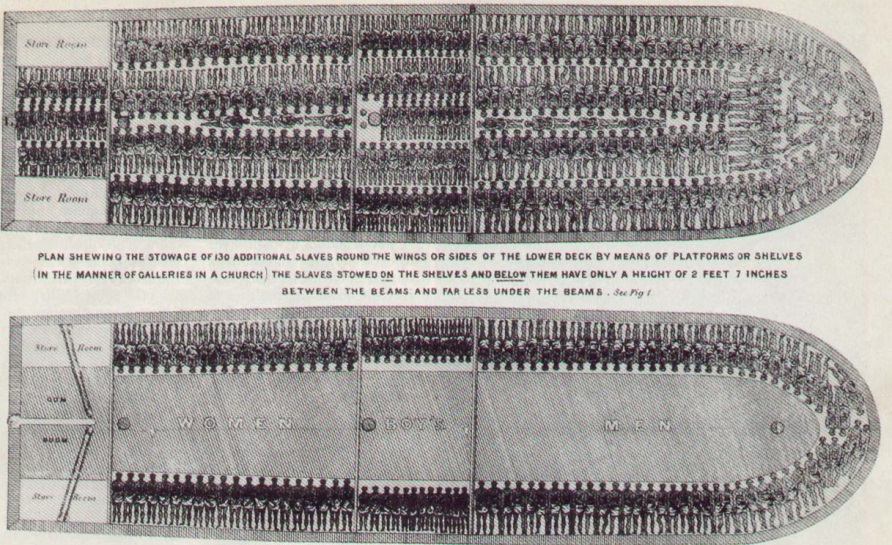 Store Room
Store Room
PLAN SHEWING THE STOWAGE OF 130 ADDITIONAL SLAVES ROUND THE WINGS OR SIDES OF THE LOWER DECK BY MEANS OF PLATFORMS OR SHELVES
(IN THE MANNER OF GALLERIES IN A CHURCH) THE SLAVES STOWED ON THE SHELVES AND BELOW THEM HAVE ONLY A HEIGHT OF 2 FEET 7 INCHES
BETWEEN THE BEAMS: AND FAR LESS UNDER THE BEAMS. See Fig 1
Store Room
GUN
WOMEN BOY'S MEN
ROOM
Store Room